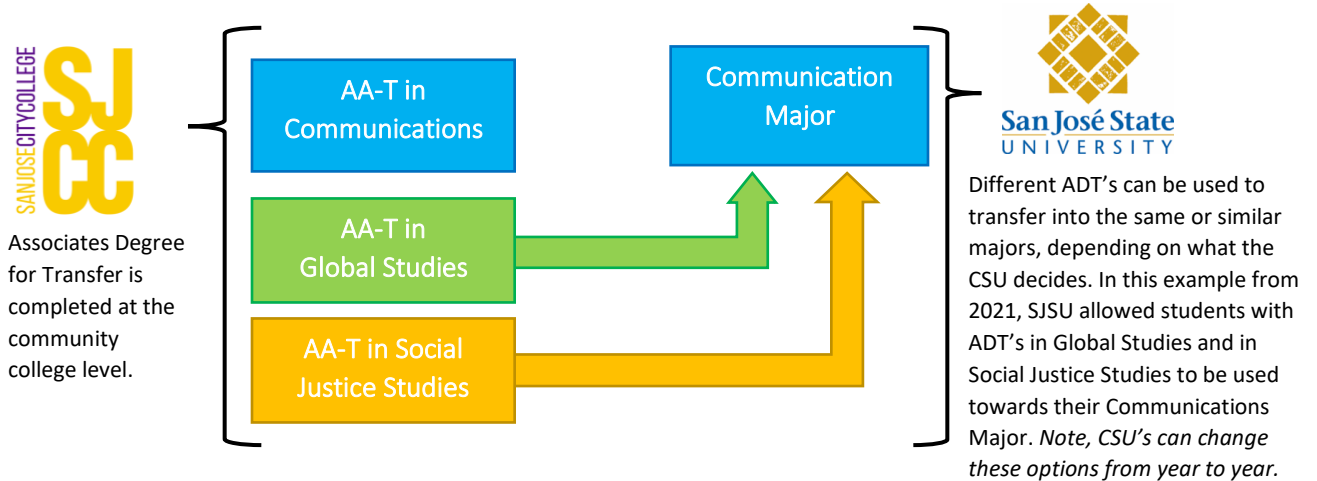 SANJOSECITYCOLLEGE
SJ
CC
Associates Degree
for Transfer is
completed at the
community
college level.
AA-T in
Communications
AA-T in
Global Studies
AA-T in Social
Justice Studies
Communication
Major
San José State
UNIVERSITY
Different ADT's can be used to
transfer into the same or similar
majors, depending on what the
CSU decides. In this example from
2021, SJSU allowed students with
ADT's in Global Studies and in
Social Justice Studies to be used
towards their Communications
Major. Note, CSU's can change
these options from year to year.